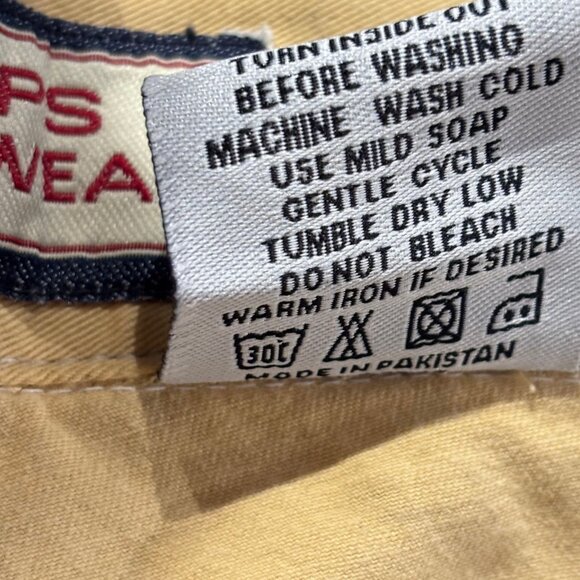 PS
WEA
TURN INSIDE OUT
BEFORE WASHING
MACHINE WASH COLD
USE MILD SOAP
GENTLE CYCLE
TUMBLE DRY LOW
DO NOT BLEACH
WARM IRON IF DESIRED
30C
MADE IN PAKISTAN